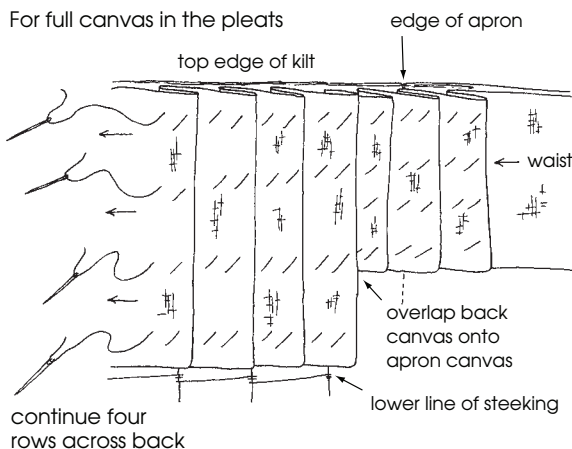 For full canvas in the pleats
edge of apron
top edge of kilt
waist
overlap back
canvas onto
apron canvas
lower line of steeking
continue four
rows across back